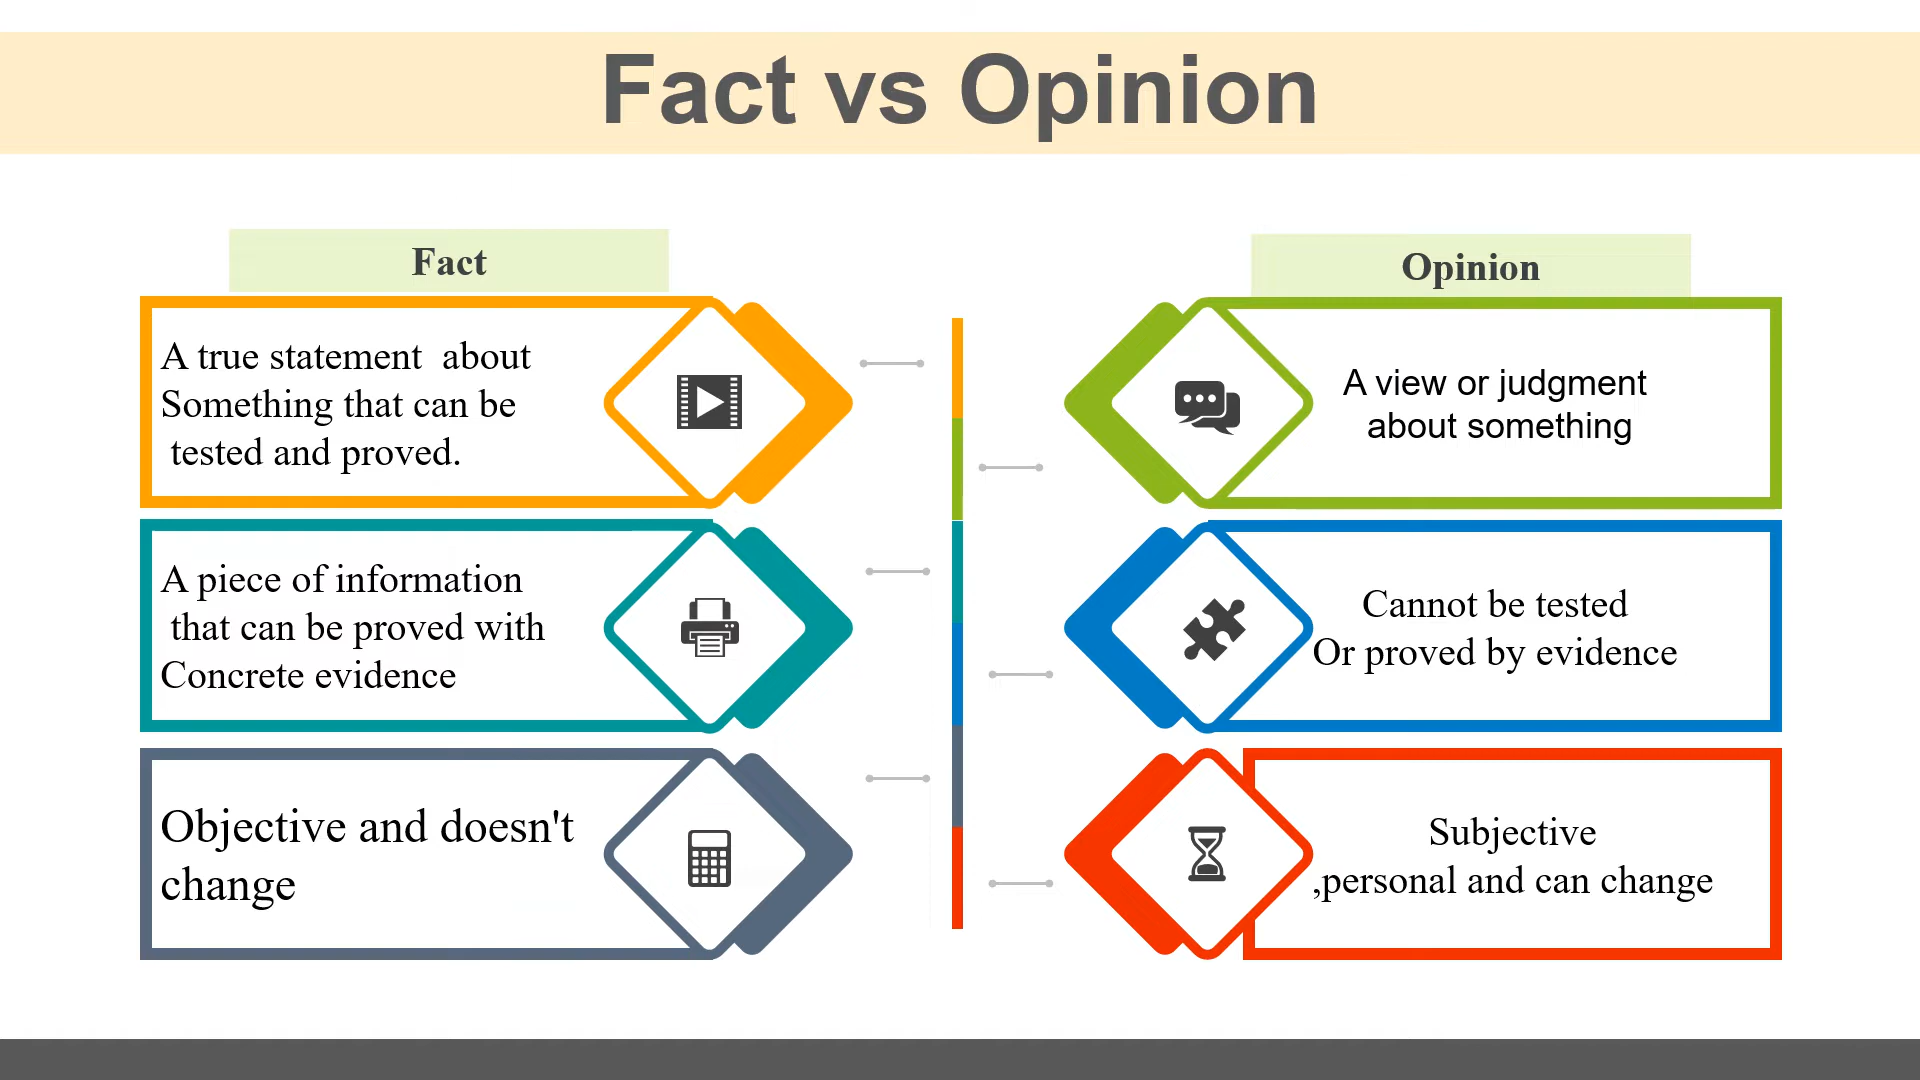 Fact vs Opinion
Fact
A true statement  about
Something that can be
tested and proved.
A piece of information
that can be proved with
Concrete evidence
Objective and doesn't
change
Opinion
A view or judgment
about something
Cannot be tested
Or proved by evidence
Subjective
,personal and can change